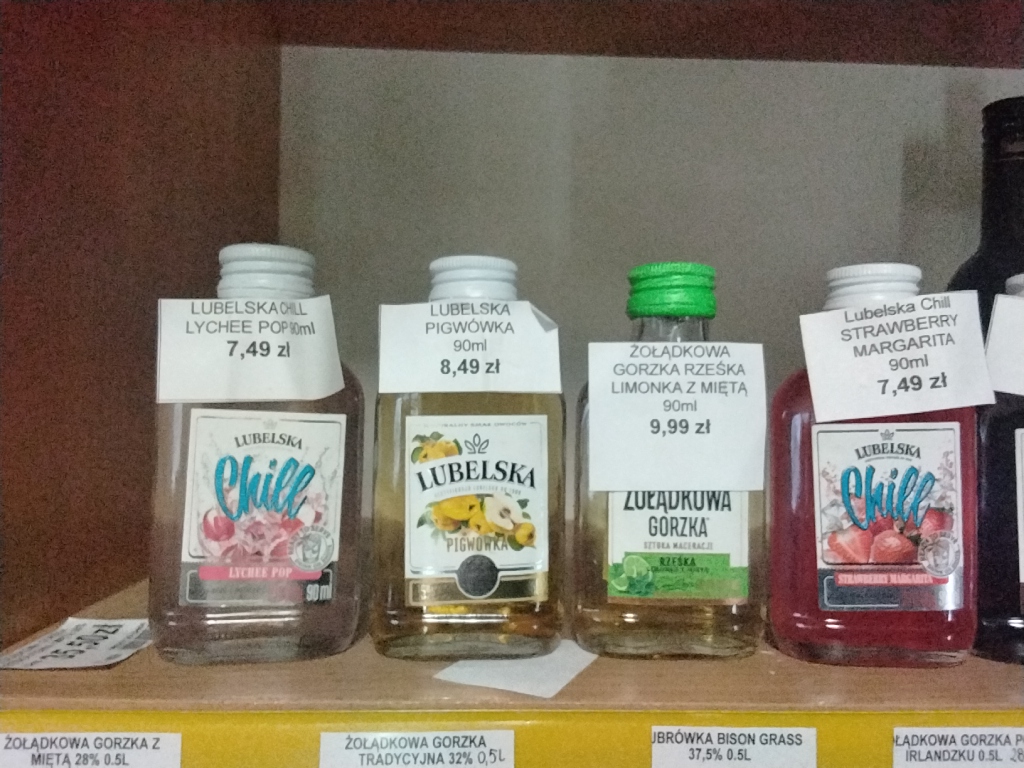 LUBELSKA CHILL
LYCHEE POP 90ml
7,49 zł
LUBELSKA
PIGWÓWKA
90ml
8,49 zł
ŻOŁĄDKOWA
GORZKA RZEŚKA
LIMONKA Z MIĘTĄ
90ml
9,99 zł
Lubelska Chill
STRAWBERRY
MARGARITA
90ml
7,49 zł
LUBELSKA
Chill
LYCHEE POP
90ml
LUBELSKA
PIGWÓWKA
ŻOŁĄDKOWA
GORZKA
SZTUKA MACERACJI
RZEŚKA
LUBELSKA
Chill
STRAWBERRY MARGARITA
ŻOŁĄDKOWA GORZKA Z
MIĘTĄ 28% 0.5L
ŻOŁĄDKOWA GORZKA
TRADYCYJNA 32% 0,5L
UBRÓWKA BISON GRASS
37,5% 0.5L
ŁĄDKOWA GORZKA
IRLANDZKU 0.5L